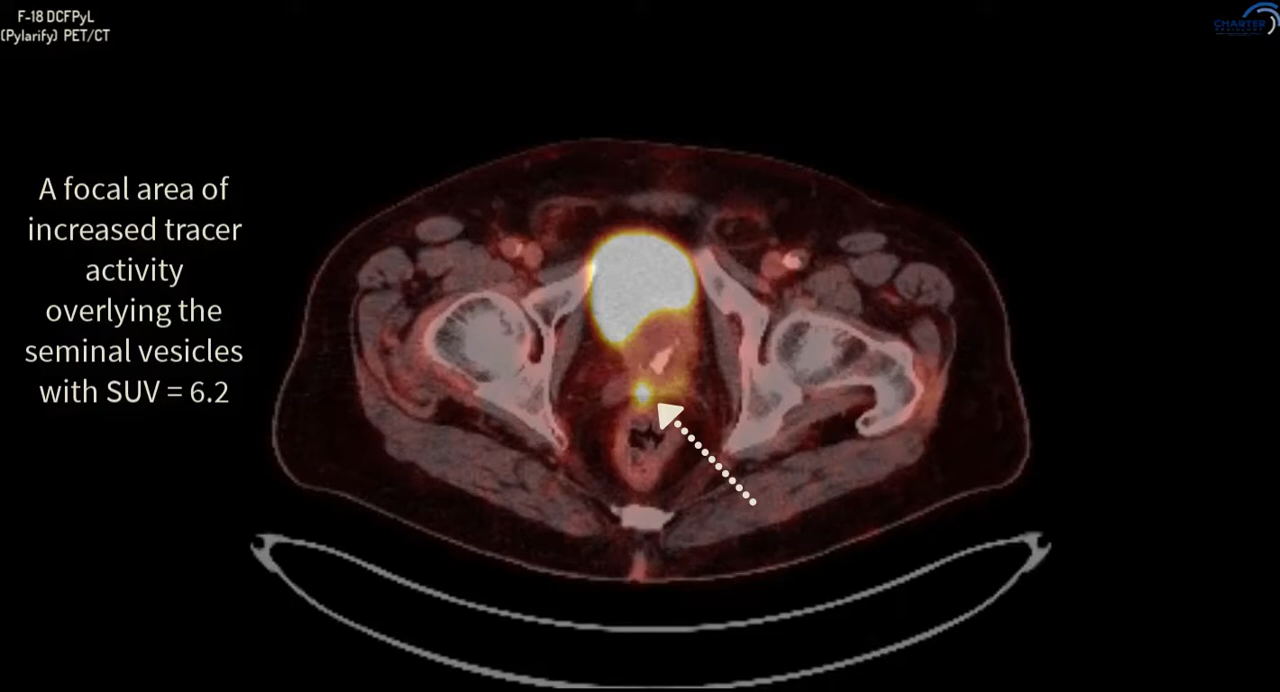 F-18 DCFPyL
(Pylarify) PET/CT
CHARTER
A focal area of
increased tracer
activity
overlying the
seminal vesicles
with SUV = 6.2